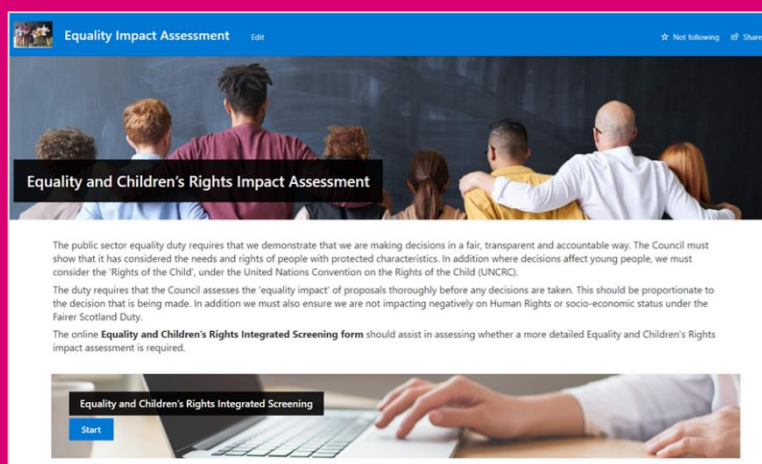 Equality Impact Assessment Edit
Not following Share
Equality and Children's Rights Impact Assessment
The public sector equality duty requires that we demonstrate that we are making decisions in a fair, transparent and accountable way. The Council must
show that it has considered the needs and rights of people with protected characteristics. In addition where decisions affect young people, we must
consider the 'Rights of the Child', under the United Nations Convention on the Rights of the Child (UNCRC).
The duty requires that the Council assesses the 'equality impact' of proposals thoroughly before any decisions are taken. This should be proportionate to
the decision that is being made. In addition we must also ensure we are not impacting negatively on Human Rights or socio-economic status under the
Fairer Scotland Duty.
The online Equality and Children's Rights Integrated Screening form should assist in assessing whether a more detailed Equality and Children's Rights
impact assessment is required.
Equality and Children's Rights Integrated Screening
Start